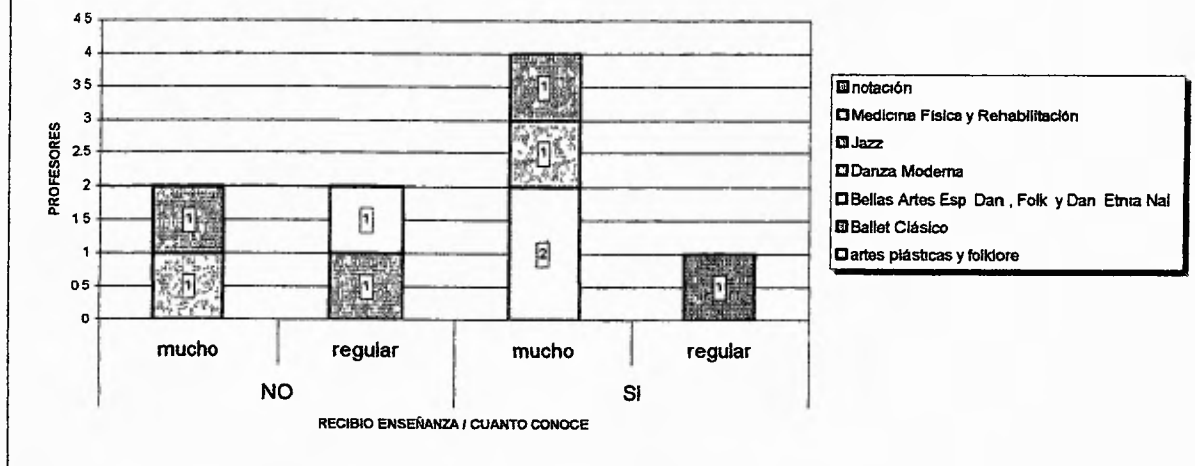 4 5
4
3.5
3
2.5
2
1.5
1
0.5
0
PROFESORES
1
1
1
1
1
1
2
1
mucho
regular
mucho
regular
NO
SI
RECIBIO ENSEÑANZA / CUANTO CONOCE
notación
Medicina Física y Rehabilitación
Jazz
Danza Moderna
Bellas Artes Esp Dan , Folk y Dan Etnia Nal
Ballet Clásico
artes plásticas y folklore